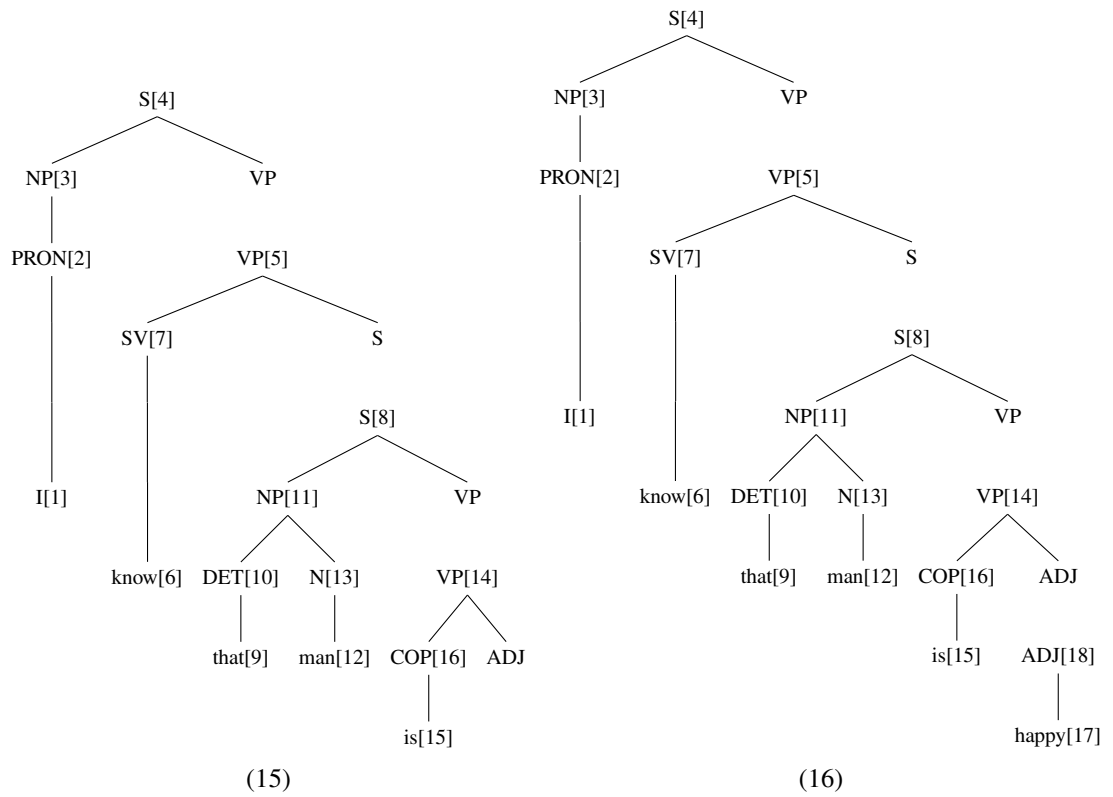 S[4]
NP[3] VP
PRON[2] VP[5]
SV[7] S
S[8]
I[1] NP[11] VP
know[6] DET[10] N[13] VP[14]
that[9] man[12] COP[16] ADJ
is[15]
(15)
S[4]
NP[3] VP
PRON[2] VP[5]
SV[7] S
S[8]
I[1] NP[11] VP
know[6] DET[10] N[13] VP[14]
that[9] man[12] COP[16] ADJ
is[15] ADJ[18]
happy[17]
(16)